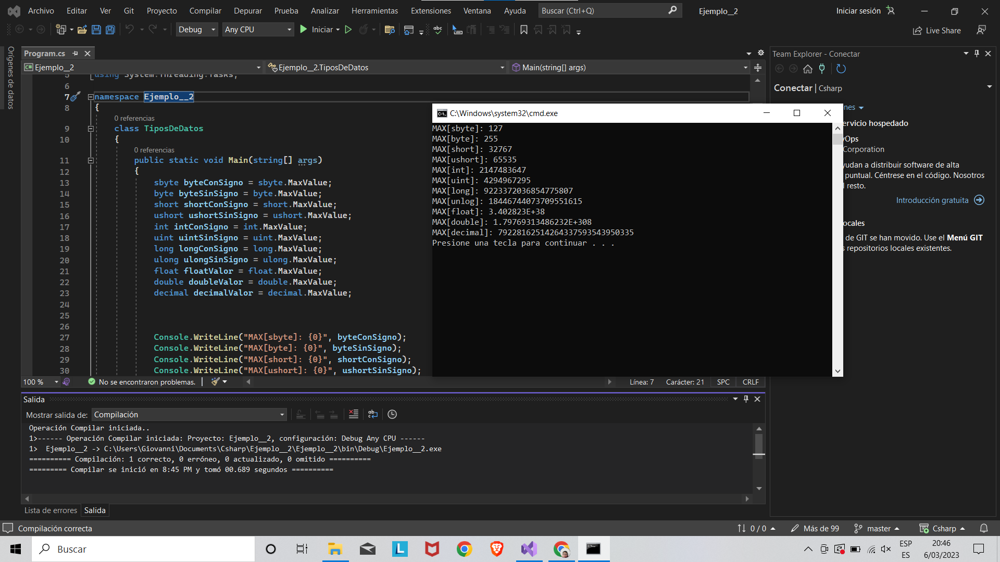 Archivo Editar Ver Git Proyecto Compilar Depurar Prueba Analizar Herramientas Extensiones Ventana Ayuda Buscar (Ctrl+Q) Ejemplo__2 Iniciar sesión
Debug Any CPU Iniciar Live Share
Orígenes de datos
Program.cs
Ejemplo__2 Ejemplo__2.TiposDeDatos Main(string[] args)
5 using System.Threading.Tasks;
6
7 namespace Ejemplo__2
8 {
0 referencias
9 class TiposDeDatos
10 {
0 referencias
11 public static void Main(string[] args)
12 {
13 sbyte byteConSigno = sbyte.MaxValue;
14 byte byteSinSigno = byte.MaxValue;
15 short shortConSigno = short.MaxValue;
16 ushort ushortSinSigno = ushort.MaxValue;
17 int intConSigno = int.MaxValue;
18 uint uintSinSigno = uint.MaxValue;
19 long longConSigno = long.MaxValue;
20 ulong ulongSinSigno = ulong.MaxValue;
21 float floatValor = float.MaxValue;
22 double doubleValor = double.MaxValue;
23 decimal decimalValor = decimal.MaxValue;
24
25
26
27 Console.WriteLine("MAX[sbyte]: {0}", byteConSigno);
28 Console.WriteLine("MAX[byte]: {0}", byteSinSigno);
29 Console.WriteLine("MAX[short]: {0}", shortConSigno);
30 Console.WriteLine("MAX[ushort]: {0}", ushortSinSigno);
100 % No se encontraron problemas. Línea: 7 Carácter: 21 SPC CRLF
C:\Windows\system32\cmd.exe
MAX[sbyte]: 127
MAX[byte]: 255
MAX[short]: 32767
MAX[ushort]: 65535
MAX[int]: 2147483647
MAX[uint]: 4294967295
MAX[long]: 9223372036854775807
MAX[unlog]: 18446744073709551615
MAX[float]: 3.402823E+38
MAX[double]: 1.79769313486232E+308
MAX[decimal]: 79228162514264337593543950335
Presione una tecla para continuar . . .
Team Explorer - Conectar
Conectar | Csharp
nes
ervicio hospedado
Ops
Corporation
yudan a distribuir software de alta
puntual. Céntrese en el código. Nosotros
l resto.
Introducción gratuita
ocales
de GIT se han movido. Use el Menú GIT
s repositorios locales existentes.
Salida
Mostrar salida de: Compilación
Operación Compilar iniciada..
1>------ Operación Compilar iniciada: Proyecto: Ejemplo__2, configuración: Debug Any CPU ------
1> Ejemplo__2 -> C:\Users\Giovanni\Documents\Csharp\Ejemplo__2\Ejemplo__2\bin\Debug\Ejemplo__2.exe
========== Compilación: 1 correcto, 0 erróneo, 0 actualizado, 0 omitido ==========
========= Compilar se inició en 8:45 PM y tomó 00.689 segundos ==========
Lista de errores Salida
Compilación correcta 0 / 0 Más de 99 master Csharp
Buscar ESP 20:46
ES 6/03/2023